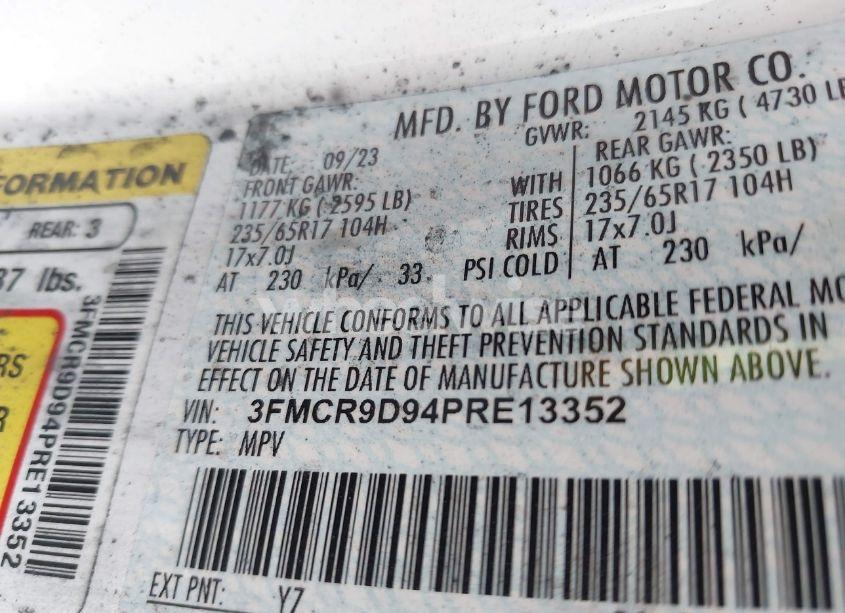 MFD. BY FORD MOTOR CO.
DATE: 09/23
GVWR: 2145 KG ( 4730 LB
FRONT GAWR:
1177 KG ( 2595 LB)
235/65R17 104H
17x7.0J
AT 230 kPa/ 33
WITH
TIRES
RIMS
PSI COLD
REAR GAWR:
1066 KG ( 2350 LB)
235/65R17 104H
17x7.0J
AT 230 kPa/
THIS VEHICLE CONFORMS TO ALL APPLICABLE FEDERAL MO
VEHICLE SAFETY AND THEFT PREVENTION STANDARDS IN
EFFECT ON THE DATE OF MANUFACTURE SHOWN ABOVE.
VIN: 3FMCR9D94PRE13352
TYPE: MPV
EXT PNT: Y7
FORMATION
REAR: 3
37 lbs.
RS
R
3FMCR9D94PRE13352